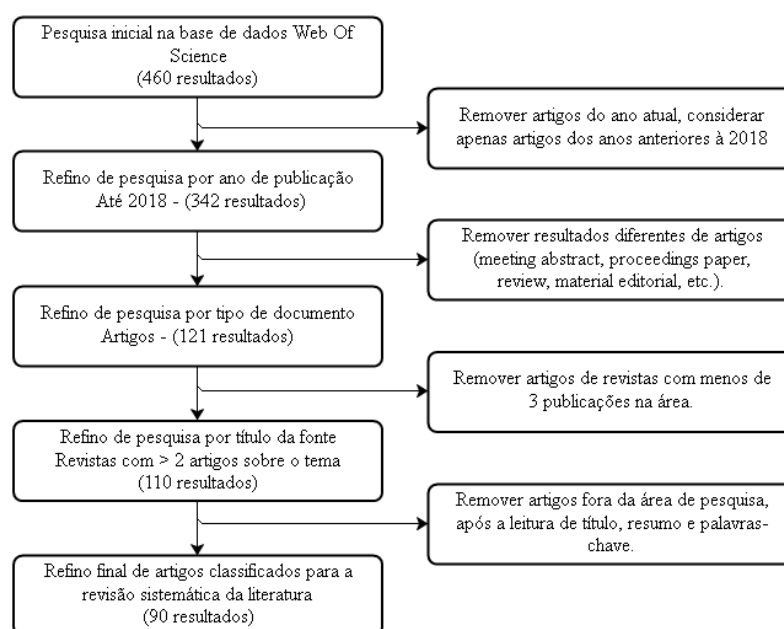 Pesquisa inicial na base de dados Web Of
Science
(460 resultados)
Remover artigos do ano atual, considerar
apenas artigos dos anos anteriores à 2018
Refino de pesquisa por ano de publicação
Até 2018 - (342 resultados)
Remover resultados diferentes de artigos
(meeting abstract, proceedings paper,
review, material editorial, etc.).
Refino de pesquisa por tipo de documento
Artigos - (121 resultados)
Remover artigos de revistas com menos de
3 publicações na área.
Refino de pesquisa por título da fonte
Revistas com > 2 artigos sobre o tema
(110 resultados)
Remover artigos fora da área de pesquisa,
após a leitura de título, resumo e palavras-
chave.
Refino final de artigos classificados para a
revisão sistemática da literatura
(90 resultados)